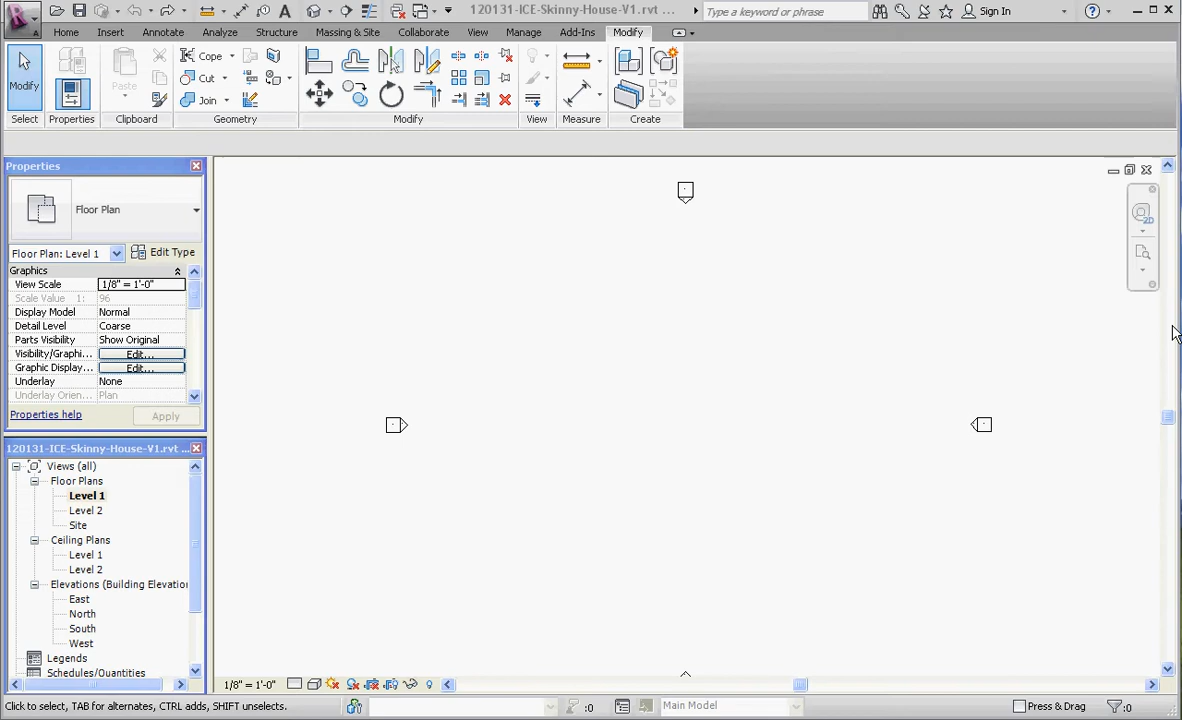 120131-ICE-Skinny-House-V1.rvt ...
Type a keyword or phrase
Sign In
Home Insert Annotate Analyze Structure Massing & Site Collaborate View Manage Add-Ins Modify
Modify
Paste
Cope
Cut
Join
Select Properties Clipboard Geometry Modify View Measure Create
Properties
Floor Plan
Floor Plan: Level 1 Edit Type
Graphics
View Scale 1/8" = 1'-0"
Scale Value 1: 96
Display Model Normal
Detail Level Coarse
Parts Visibility Show Original
Visibility/Graphi... Edit...
Graphic Display... Edit...
Underlay None
Underlay Orien... Plan
Properties help Apply
120131-ICE-Skinny-House-V1.rvt ...
Views (all)
Floor Plans
Level 1
Level 2
Site
Ceiling Plans
Level 1
Level 2
Elevations (Building Elevation
East
North
South
West
Legends
Schedules/Quantities
2D
1/8" = 1'-0"
Click to select, TAB for alternates, CTRL adds, SHIFT unselects.
:0
Main Model
Press & Drag
:0